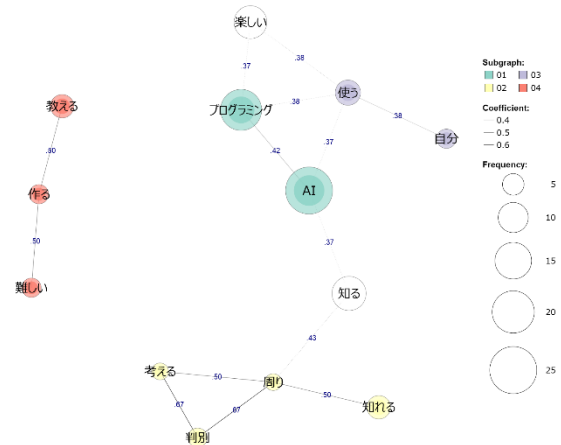 楽しい
.37
.38
プログラミング
.38
使う
.38
自分
.42
.37
AI
.37
知る
.43
教える
.60
作る
.50
難しい
考える
.50
周り
.50
知れる
.67
.67
判別
Subgraph:
01 03
02 04
Coefficient:
0.4
0.5
0.6
Frequency:
5
10
15
20
25